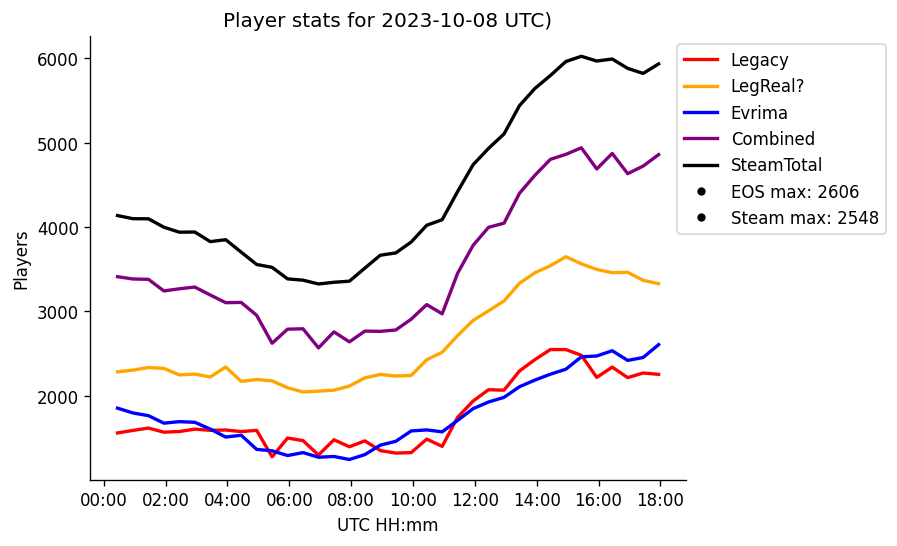 Player stats for 2023-10-08 UTC)
6000
5000
4000
3000
2000
Players
00:00 02:00 04:00 06:00 08:00 10:00 12:00 14:00 16:00 18:00
UTC HH:mm
Legacy
LegReal?
Evrima
Combined
SteamTotal
EOS max: 2606
Steam max: 2548